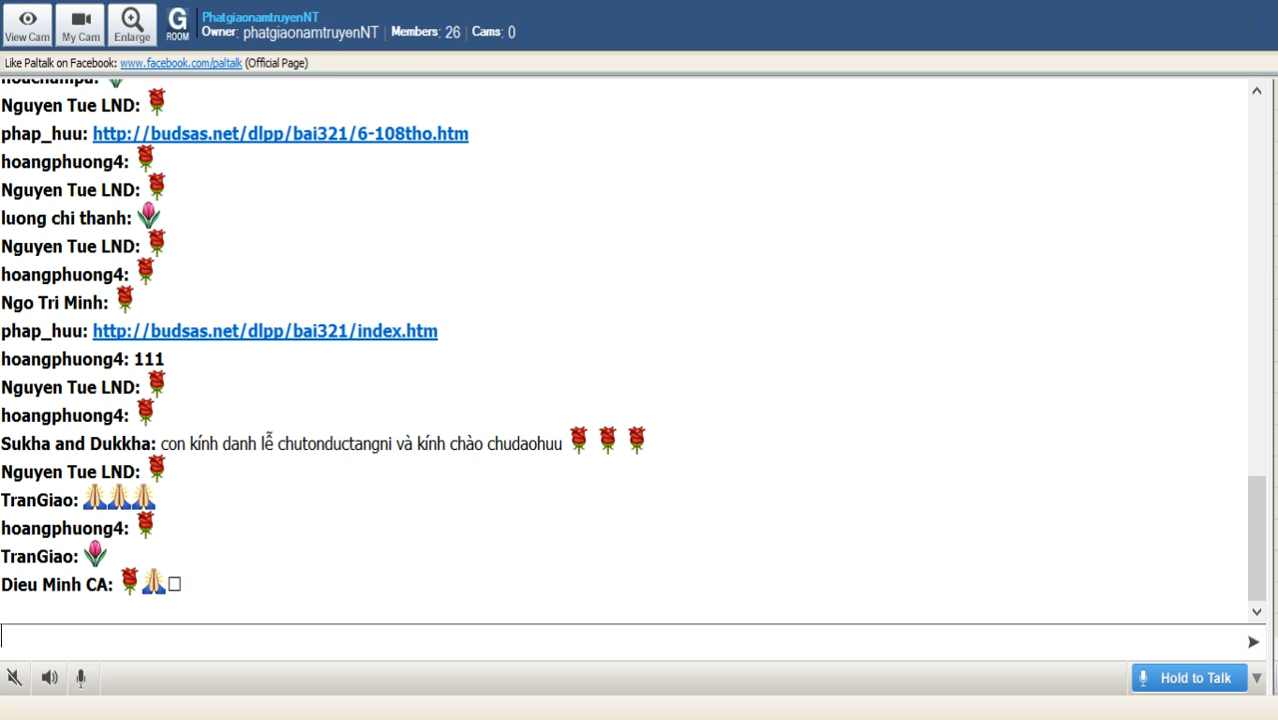 PhatgiaonamtruyenNT
Owner: phatgiaonamtruyenNT | Members: 26 | Cams: 0
View Cam
My Cam
Enlarge
G ROOM
Like Paltalk on Facebook: www.facebook.com/paltalk (Official Page)
hoachampa:
Nguyen Tue LND: 🌹
phap_huu: http://budsas.net/dlpp/bai321/6-108tho.htm
hoangphuong4: 🌹
Nguyen Tue LND: 🌹
luong chi thanh: 🌷
Nguyen Tue LND: 🌹
hoangphuong4: 🌹
Ngo Tri Minh: 🌹
phap_huu: http://budsas.net/dlpp/bai321/index.htm
hoangphuong4: 111
Nguyen Tue LND: 🌹
hoangphuong4: 🌹
Sukha and Dukkha: con kính danh lễ chutonductangni và kính chào chudaohuu 🌹 🌹 🌹
Nguyen Tue LND: 🌹
TranGiao: 🙏🙏🙏
hoangphuong4: 🌹
TranGiao: 🌷
Dieu Minh CA: 🌹🙏□
Hold to Talk